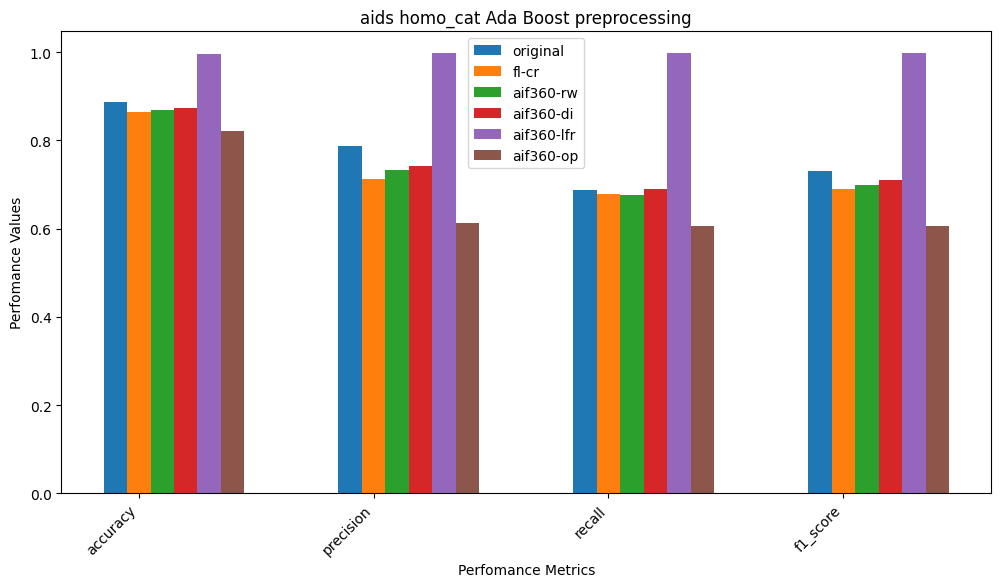 aids homo_cat Ada Boost preprocessing
original
fl-cr
aif360-rw
aif360-di
aif360-lfr
aif360-op
Perfomance Values
1.0
0.8
0.6
0.4
0.2
0.0
accuracy
precision
recall
f1_score
Perfomance Metrics